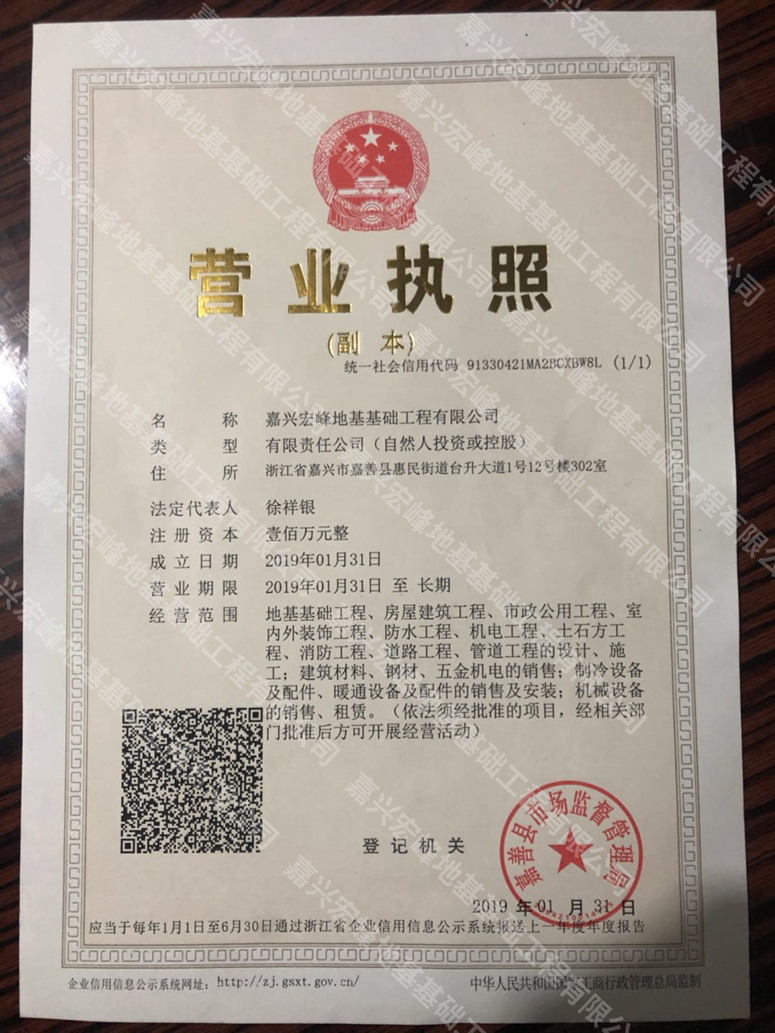 营业执照
(副 本)
统一社会信用代码 91330421MA2BCXBW8L (1/1)
名 称 嘉兴宏峰地基基础工程有限公司
类 型 有限责任公司（自然人投资或控股）
住 所 浙江省嘉兴市嘉善县惠民街道台升大道1号12号楼302室
法定代表人 徐祥银
注册资本 壹佰万元整
成立日期 2019年01月31日
营业期限 2019年01月31日 至 长期
经营范围 地基基础工程、房屋建筑工程、市政公用工程、室
内外装饰工程、防水工程、机电工程、土石方工
程、消防工程、道路工程、管道工程的设计、施
工；建筑材料、钢材、五金机电的销售；制冷设备
及配件、暖通设备及配件的销售及安装；机械设备
的销售、租赁。（依法须经批准的项目，经相关部
门批准后方可开展经营活动）
登记机关
嘉善县市场监督管理局
2019 年 01 月 31 日
应当于每年1月1日至6月30日通过浙江省企业信用信息公示系统报送上一年度年度报告
企业信用信息公示系统网址：http://zj.gsxt.gov.cn/
中华人民共和国国家工商行政管理总局监制
嘉兴宏峰地基基础工程有限公司